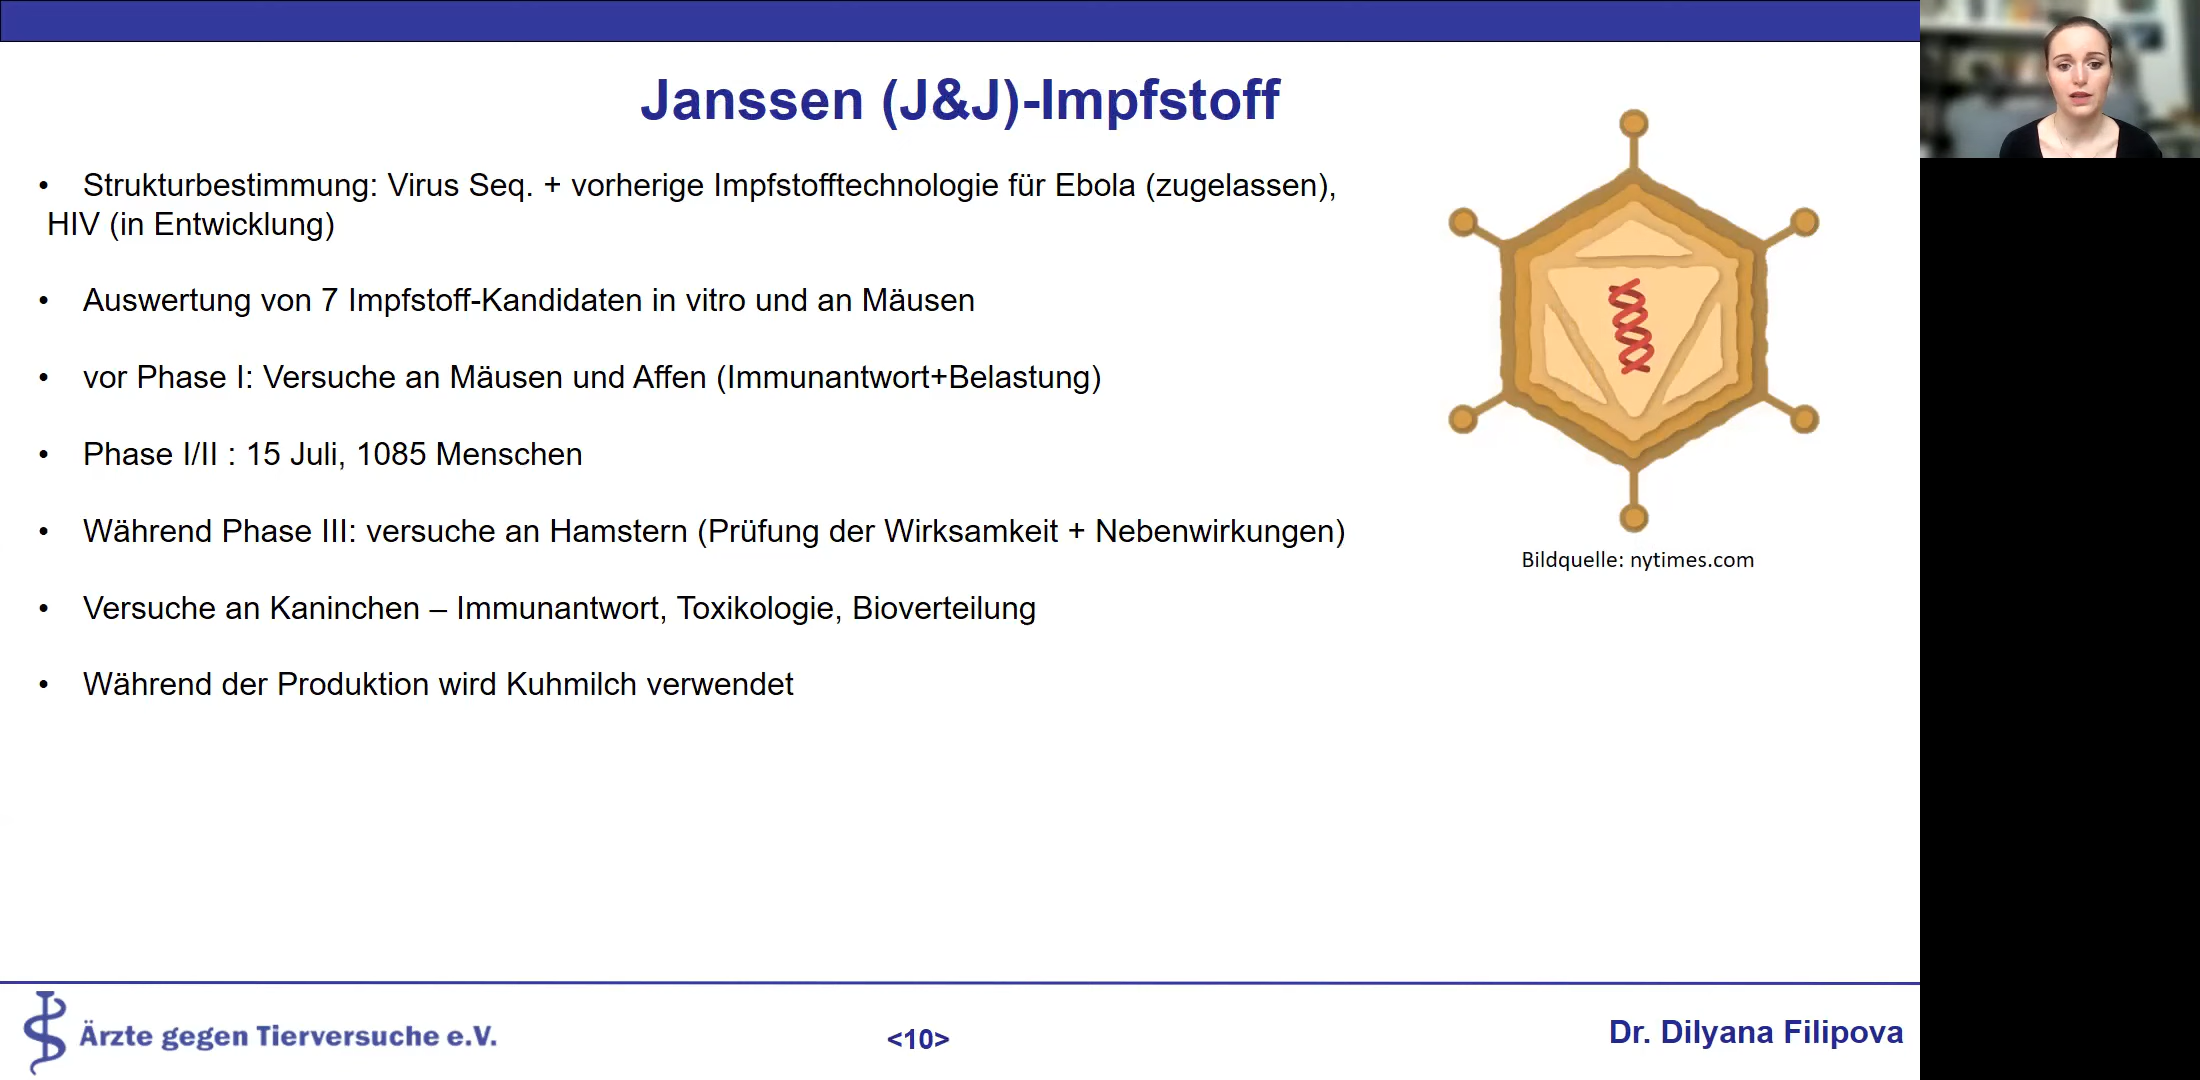 Janssen (J&J)-Impfstoff
• Strukturbestimmung: Virus Seq. + vorherige Impfstofftechnologie für Ebola (zugelassen),
HIV (in Entwicklung)
• Auswertung von 7 Impfstoff-Kandidaten in vitro und an Mäusen
• vor Phase I: Versuche an Mäusen und Affen (Immunantwort+Belastung)
• Phase I/II : 15 Juli, 1085 Menschen
• Während Phase III: versuche an Hamstern (Prüfung der Wirksamkeit + Nebenwirkungen)
• Versuche an Kaninchen – Immunantwort, Toxikologie, Bioverteilung
• Während der Produktion wird Kuhmilch verwendet
Bildquelle: nytimes.com
Ärzte gegen Tierversuche e.V.
<10>
Dr. Dilyana Filipova